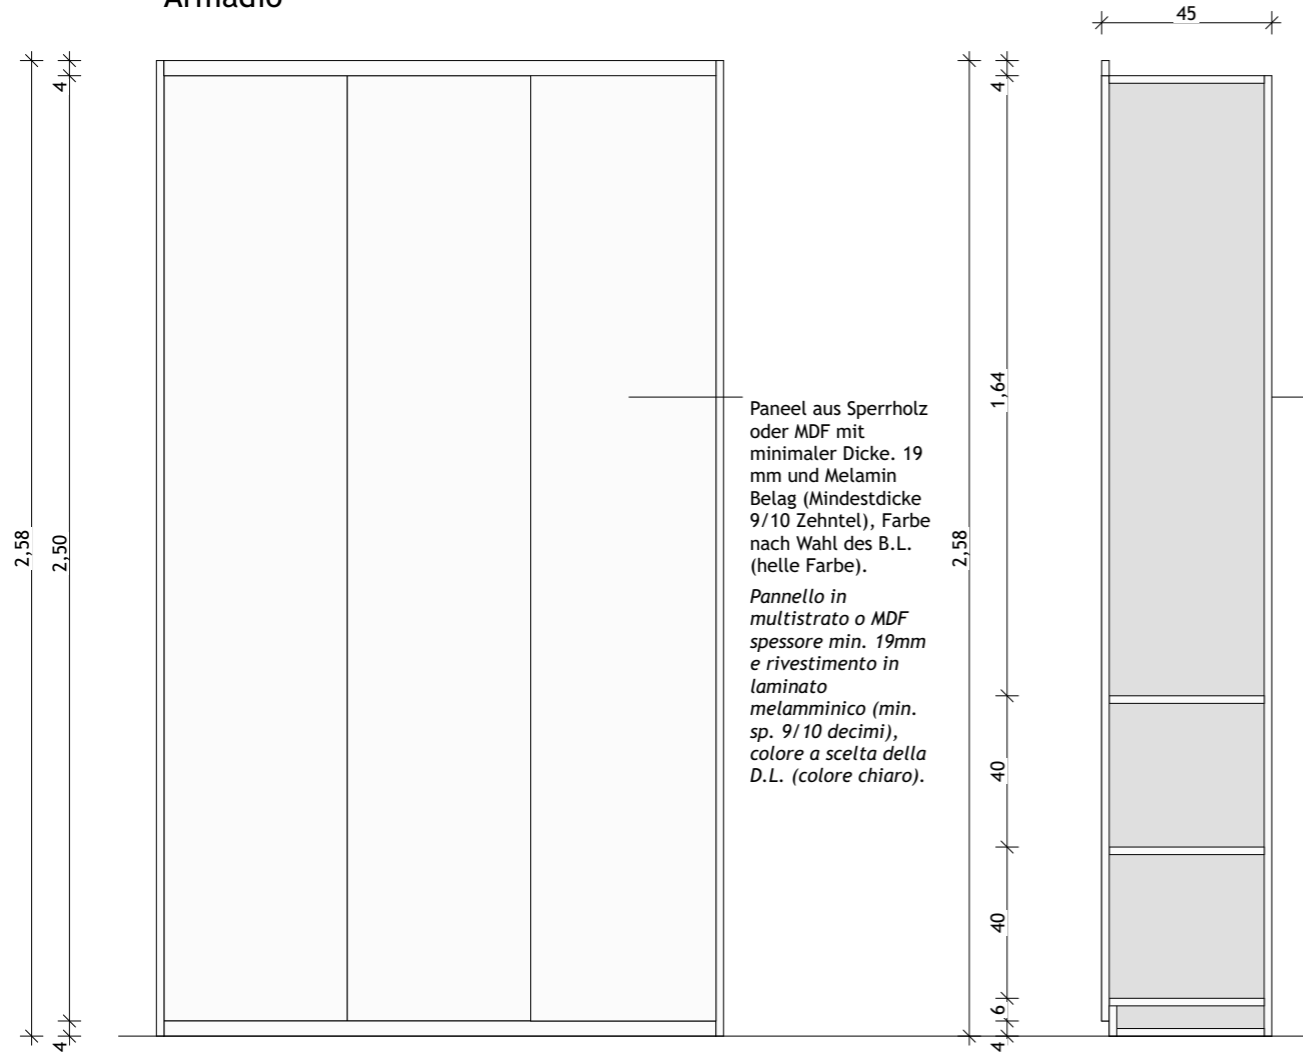 Armadio
45
4
4
2,58
2,50
2,58
1,64
40
40
6
4
4
Paneel aus Sperrholz
oder MDF mit
minimaler Dicke. 19
mm und Melamin
Belag (Mindestdicke
9/10 Zehntel), Farbe
nach Wahl des B.L.
(helle Farbe).
Pannello in
multistrato o MDF
spessore min. 19mm
e rivestimento in
laminato
melamminico (min.
sp. 9/10 decimi),
colore a scelta della
D.L. (colore chiaro).